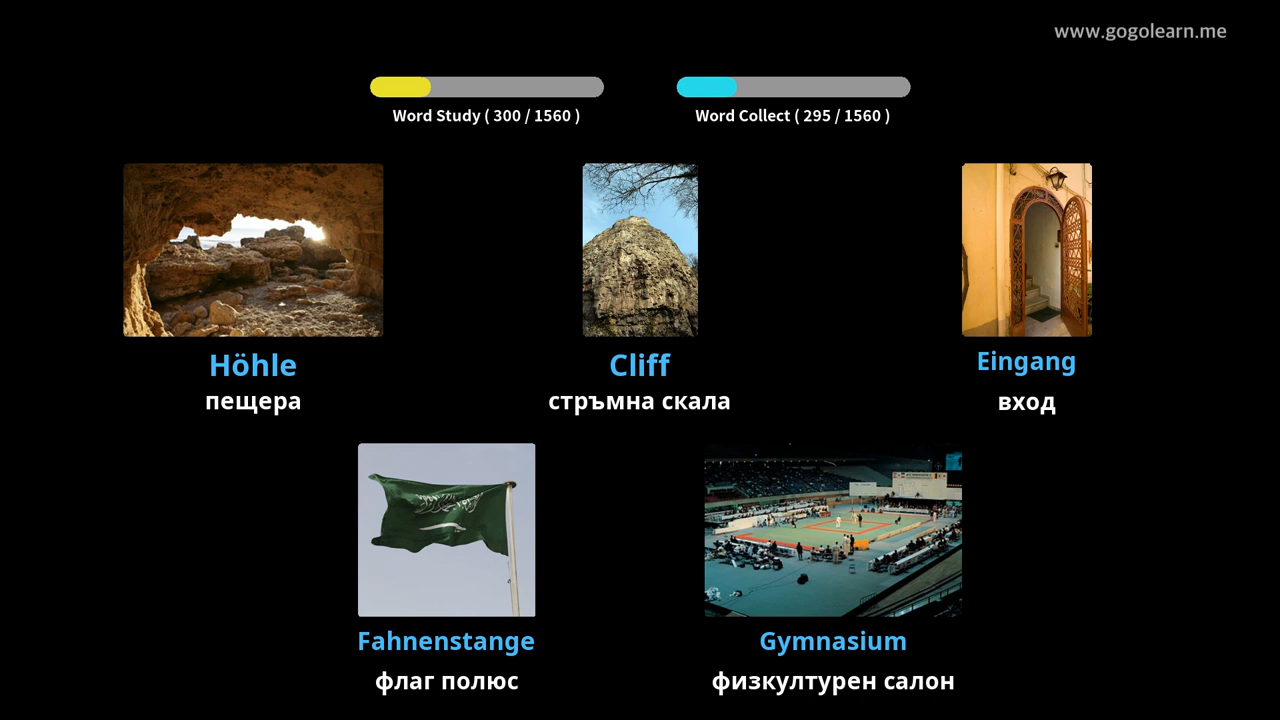 www.gogolearn.me
Word Study ( 300 / 1560 )
Word Collect ( 295 / 1560 )
Höhle
пещера
Cliff
стръмна скала
Eingang
вход
Fahnenstange
флаг полюс
Gymnasium
физкултурен салон